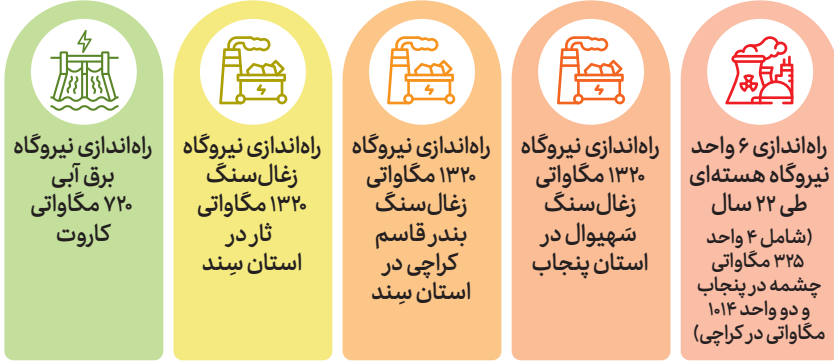 راه‌اندازی ۶ واحد
نیروگاه هسته‌ای
طی ۲۲ سال
(شامل ۴ واحد
۳۲۵ مگاواتی
چشمه در پنجاب
و دو واحد ۱۰۱۴
مگاواتی در کراچی)
راه‌اندازی نیروگاه
۱۳۲۰ مگاواتی
زغال‌سنگ
سَهیوال در
استان پنجاب
راه‌اندازی نیروگاه
۱۳۲۰ مگاواتی
زغال‌سنگ
بندر قاسم
کراچی در
استان سِند
راه‌اندازی نیروگاه
زغال‌سنگ
۱۳۲۰ مگاواتی
ثار در
استان سِند
راه‌اندازی نیروگاه
برق آبی
۷۲۰ مگاواتی
کاروت